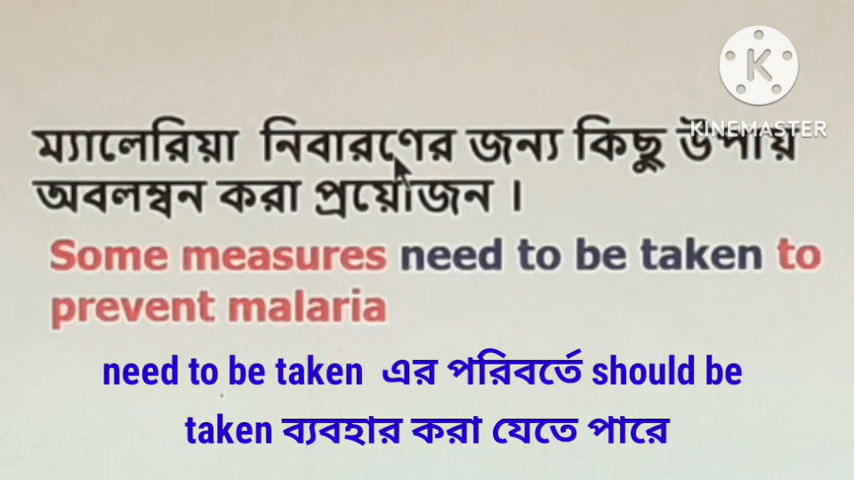 KINEMASTER
ম্যালেরিয়া নিবারণের জন্য কিছু উপায়
অবলম্বন করা প্রয়োজন ।
Some measures need to be taken to
prevent malaria
need to be taken এর পরিবর্তে should be
taken ব্যবহার করা যেতে পারে